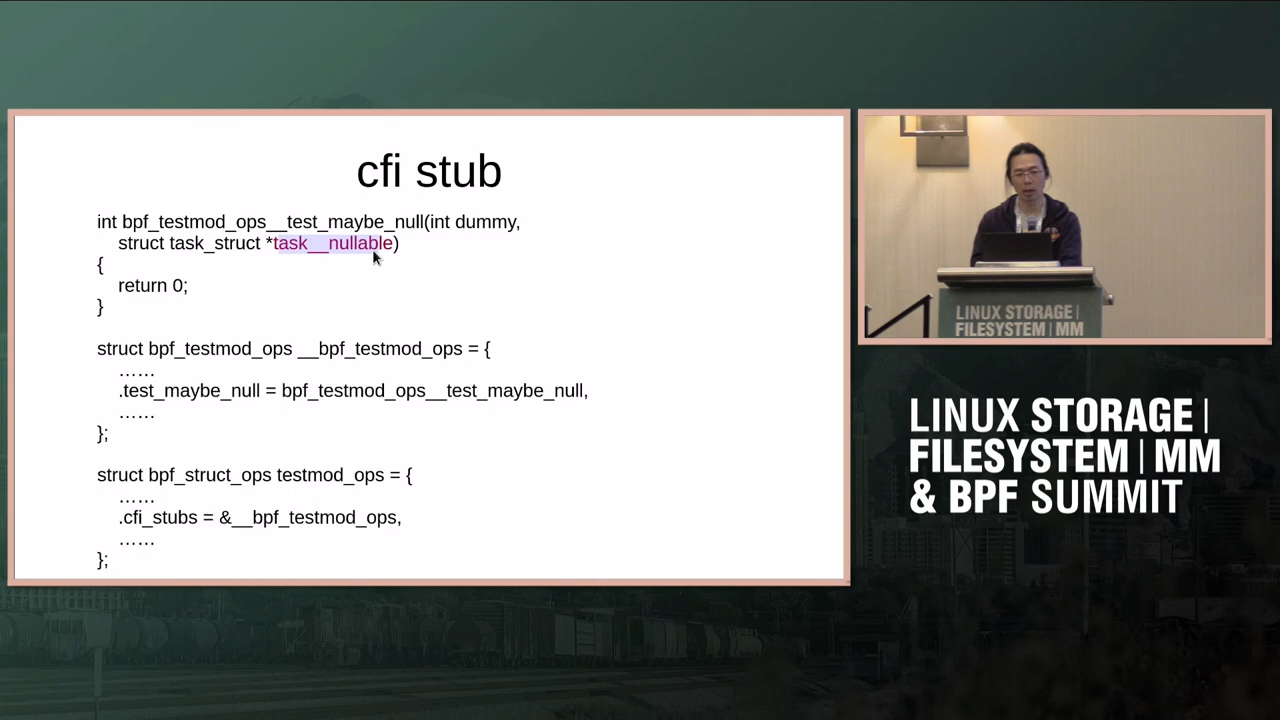 cfi stub
int bpf_testmod_ops__test_maybe_null(int dummy,
struct task_struct *task__nullable)
{
return 0;
}
struct bpf_testmod_ops __bpf_testmod_ops = {
……
.test_maybe_null = bpf_testmod_ops__test_maybe_null,
……
};
struct bpf_struct_ops testmod_ops = {
……
.cfi_stubs = &__bpf_testmod_ops,
……
};
LINUX STORAGE |
FILESYSTEM | MM
LINUX STORAGE |
FILESYSTEM | MM
& BPF SUMMIT